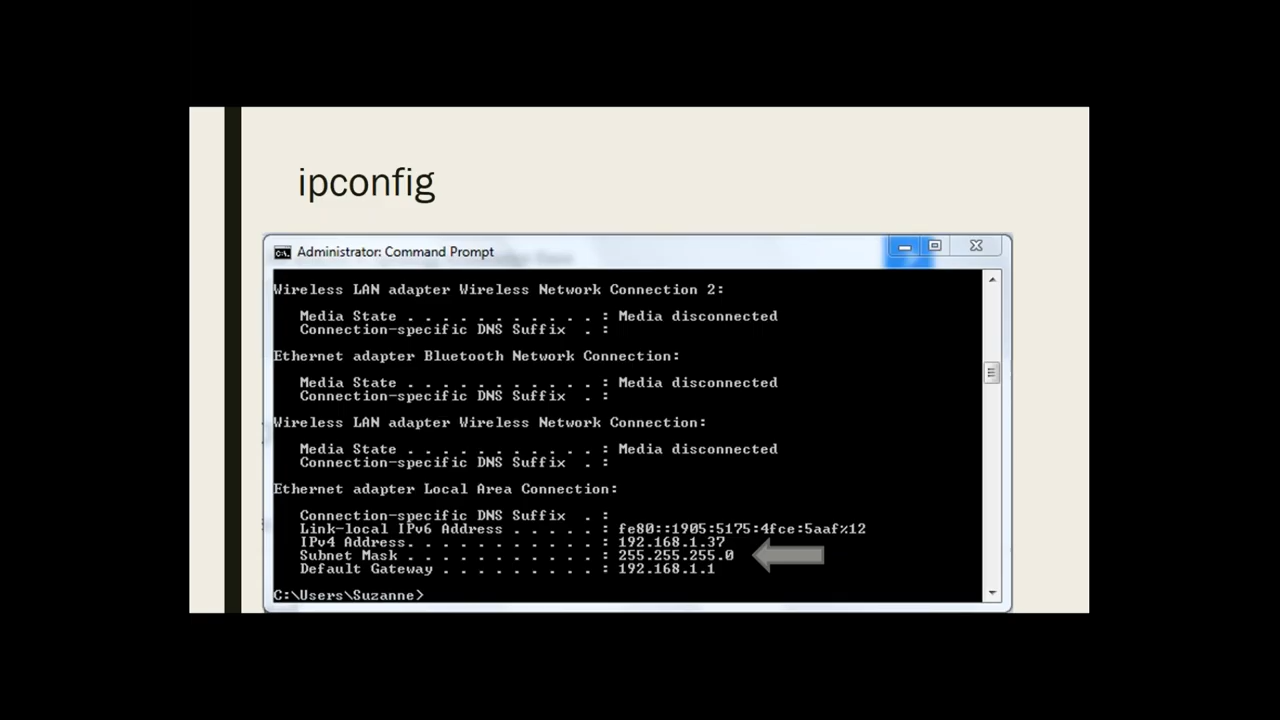 ipconfig
Administrator: Command Prompt
Wireless LAN adapter Wireless Network Connection 2:
Media State . . . . . . . . . . . : Media disconnected
Connection-specific DNS Suffix  . :
Ethernet adapter Bluetooth Network Connection:
Media State . . . . . . . . . . . : Media disconnected
Connection-specific DNS Suffix  . :
Wireless LAN adapter Wireless Network Connection:
Media State . . . . . . . . . . . : Media disconnected
Connection-specific DNS Suffix  . :
Ethernet adapter Local Area Connection:
Connection-specific DNS Suffix  . :
Link-local IPv6 Address . . . . . : fe80::1905:5175:4fce:5aaf%12
IPv4 Address. . . . . . . . . . . : 192.168.1.37
Subnet Mask . . . . . . . . . . . : 255.255.255.0
Default Gateway . . . . . . . . . : 192.168.1.1
C:\Users\Suzanne>